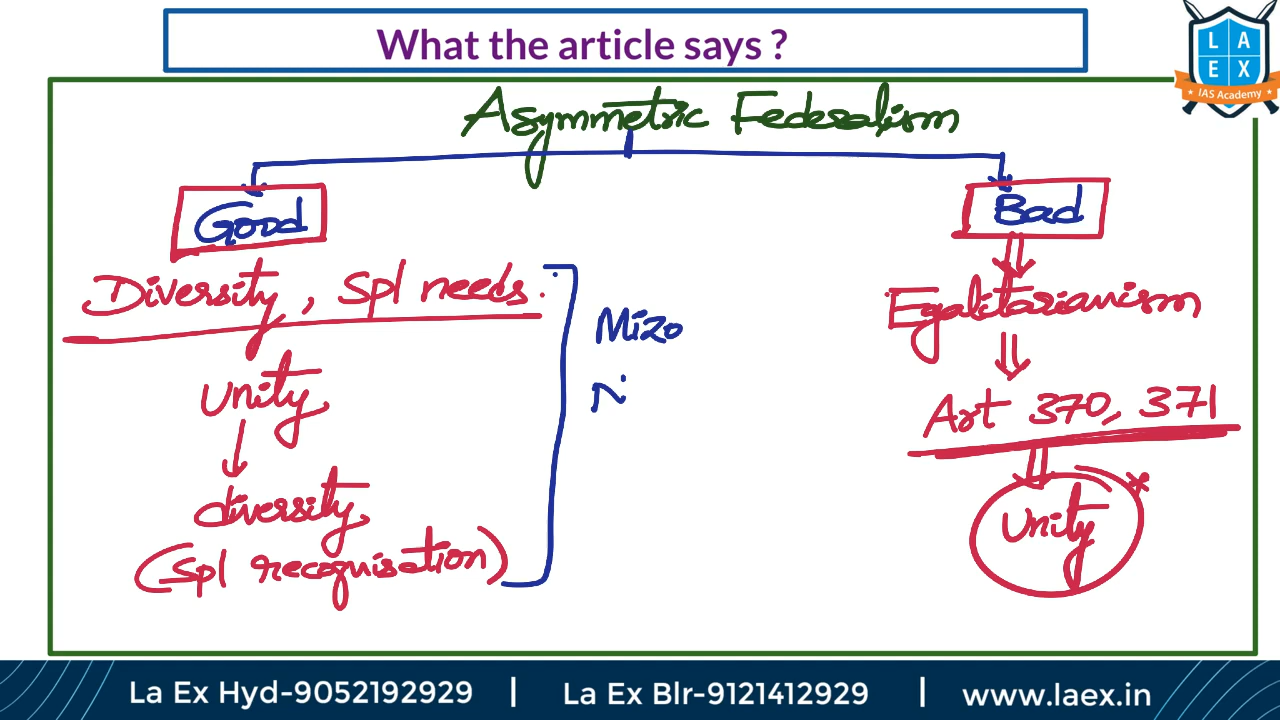 What the article says ?
L A
E X
IAS Academy
Asymmetric Federalism
Good
Bad
Diversity, Spl needs.
Egalitarianism
Mizo
N
Unity
Art 370, 371
diversity
Unity
(Spl recognisation)
La Ex Hyd-9052192929 | La Ex Blr-9121412929 | www.laex.in